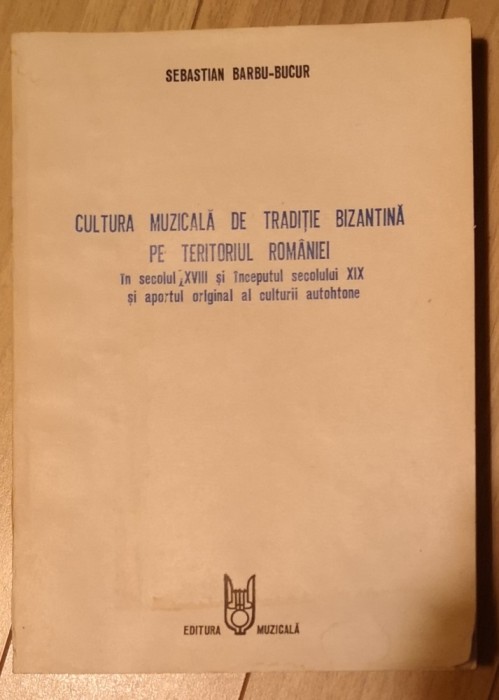 SEBASTIAN BARBU-BUCUR
CULTURA MUZICALĂ DE TRADIȚIE BIZANTINĂ
PE TERITORIUL ROMÂNIEI
în secolul XVIII și începutul secolului XIX
și aportul original al culturii autohtone
EDITURA MUZICALĂ